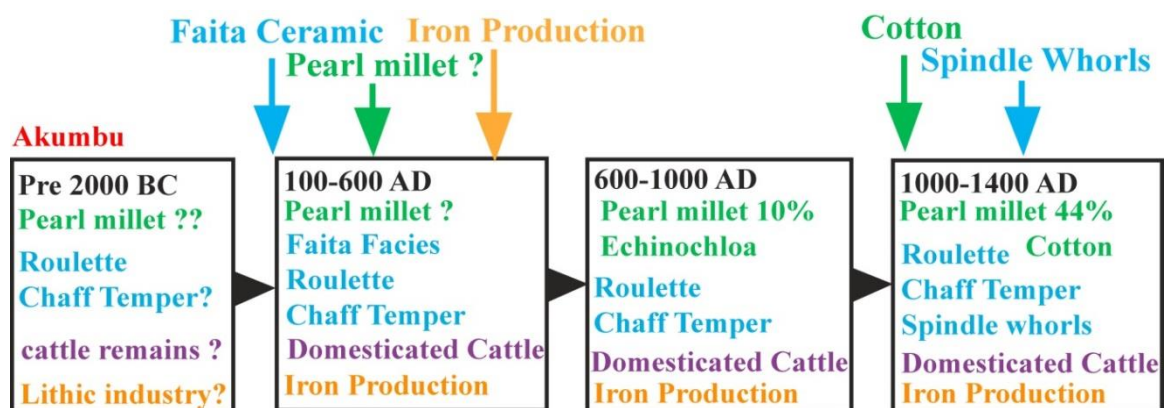 Faita Ceramic
Iron Production
Pearl millet ?
Cotton
Spindle Whorls
Akumbu
Pre 2000 BC
Pearl millet ??
Roulette
Chaff Temper?
cattle remains ?
Lithic industry?
100-600 AD
Pearl millet ?
Faita Facies
Roulette
Chaff Temper
Domesticated Cattle
Iron Production
600-1000 AD
Pearl millet 10%
Echinochloa
Roulette
Chaff Temper
Domesticated Cattle
Iron Production
1000-1400 AD
Pearl millet 44%
Roulette Cotton
Chaff Temper
Spindle whorls
Domesticated Cattle
Iron Production